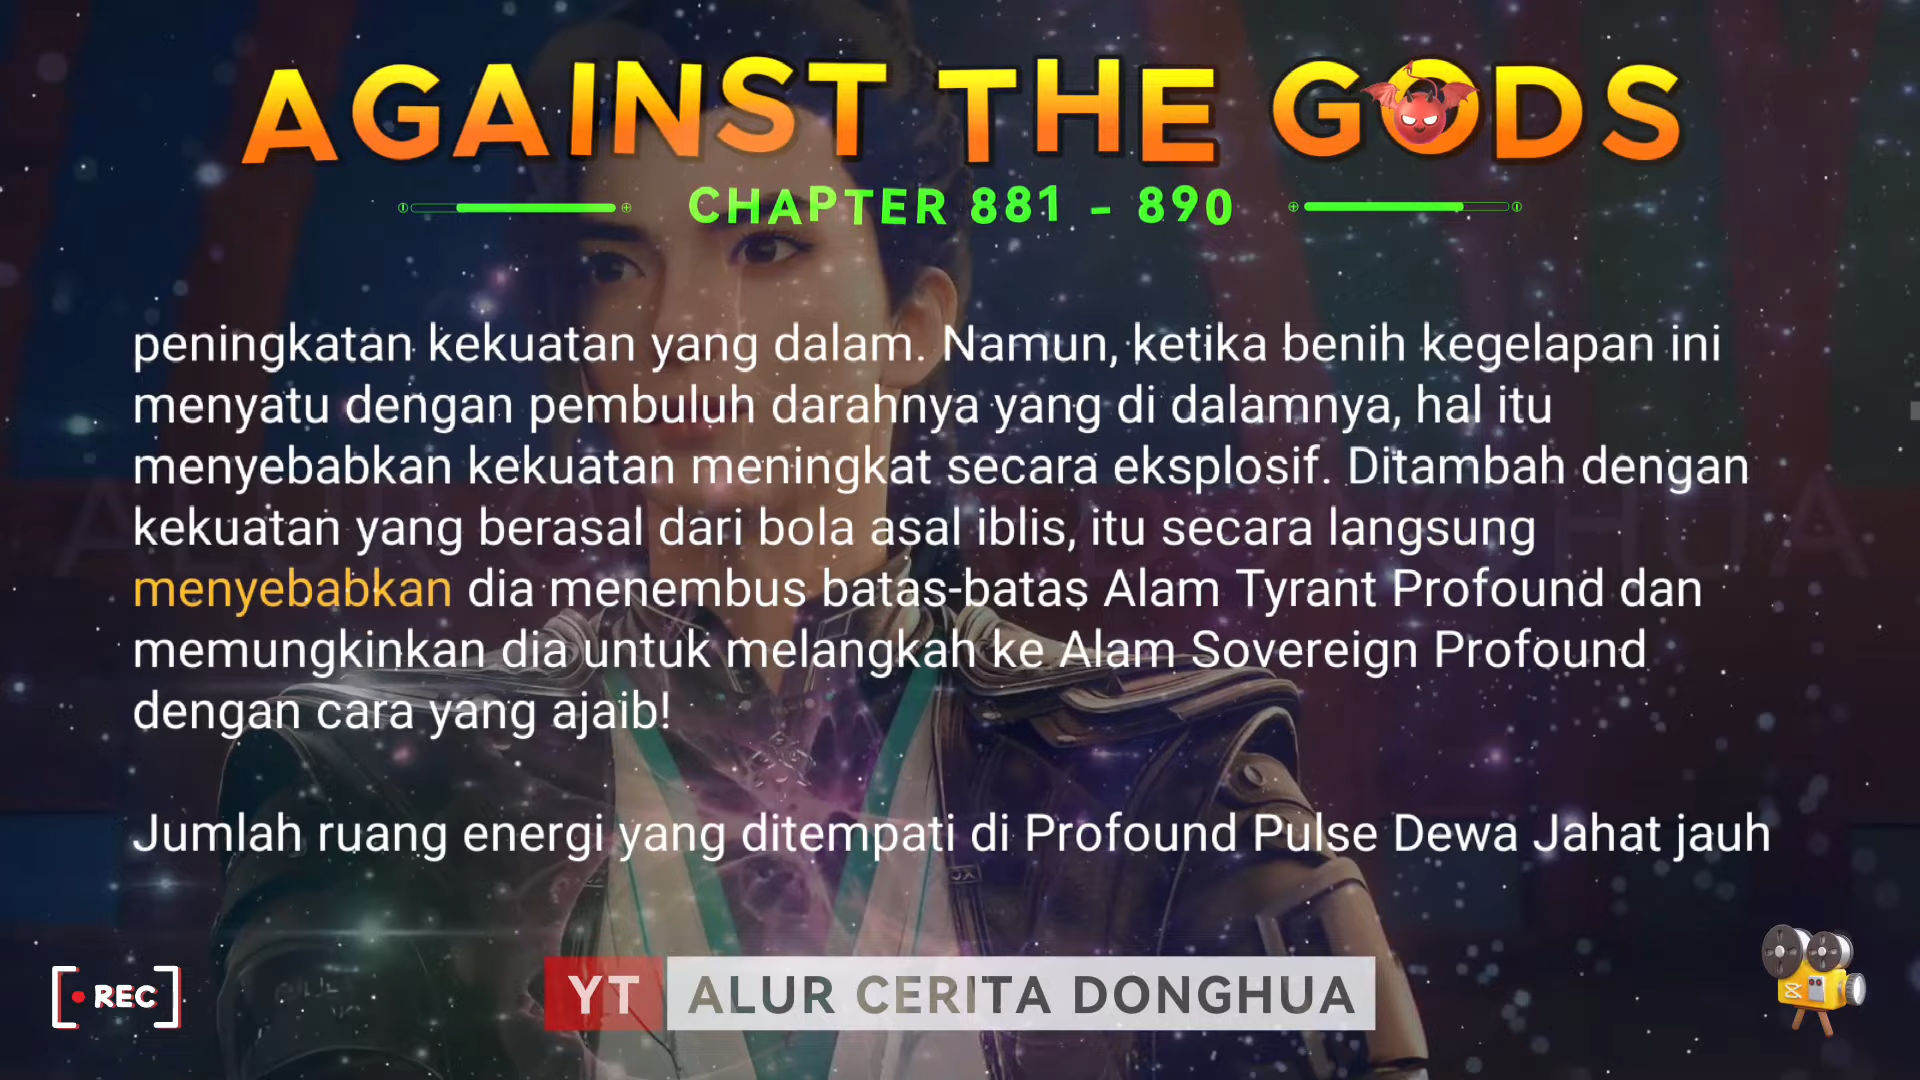 AGAINST THE GODS
CHAPTER 881 - 890
peningkatan kekuatan yang dalam. Namun, ketika benih kegelapan ini
menyatu dengan pembuluh darahnya yang di dalamnya, hal itu
menyebabkan kekuatan meningkat secara eksplosif. Ditambah dengan
kekuatan yang berasal dari bola asal iblis, itu secara langsung
menyebabkan dia menembus batas-batas Alam Tyrant Profound dan
memungkinkan dia untuk melangkah ke Alam Sovereign Profound
dengan cara yang ajaib!
Jumlah ruang energi yang ditempati di Profound Pulse Dewa Jahat jauh
REC
YT ALUR CERITA DONGHUA